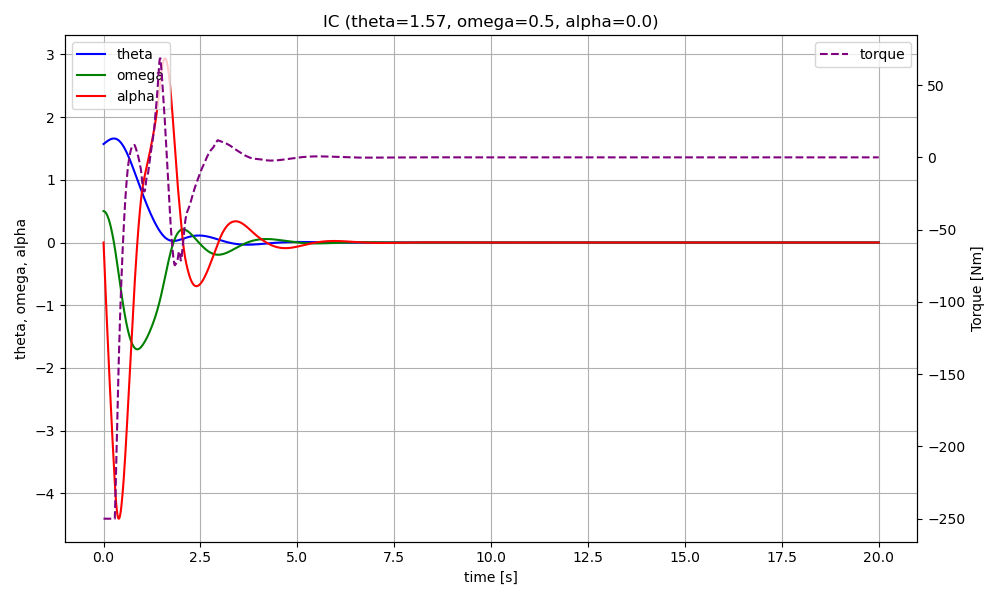 IC (theta=1.57, omega=0.5, alpha=0.0)
theta
omega
alpha
torque
3
2
1
0
−1
−2
−3
−4
theta, omega, alpha
50
0
−50
−100
−150
−200
−250
Torque [Nm]
0.0 2.5 5.0 7.5 10.0 12.5 15.0 17.5 20.0
time [s]